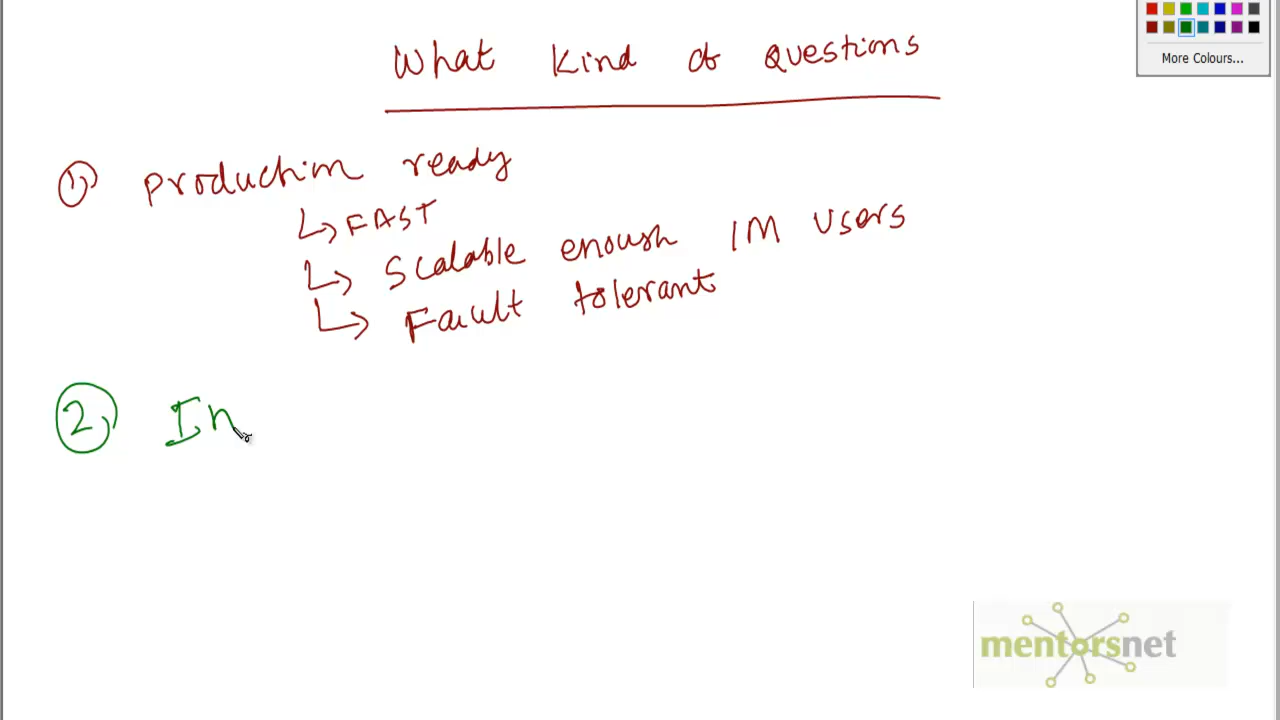 More Colours...
What Kind of Questions
1) Production ready
↳ FAST
↳ Scalable enough 1M Users
↳ Fault tolerant
2) In
mentorsnet